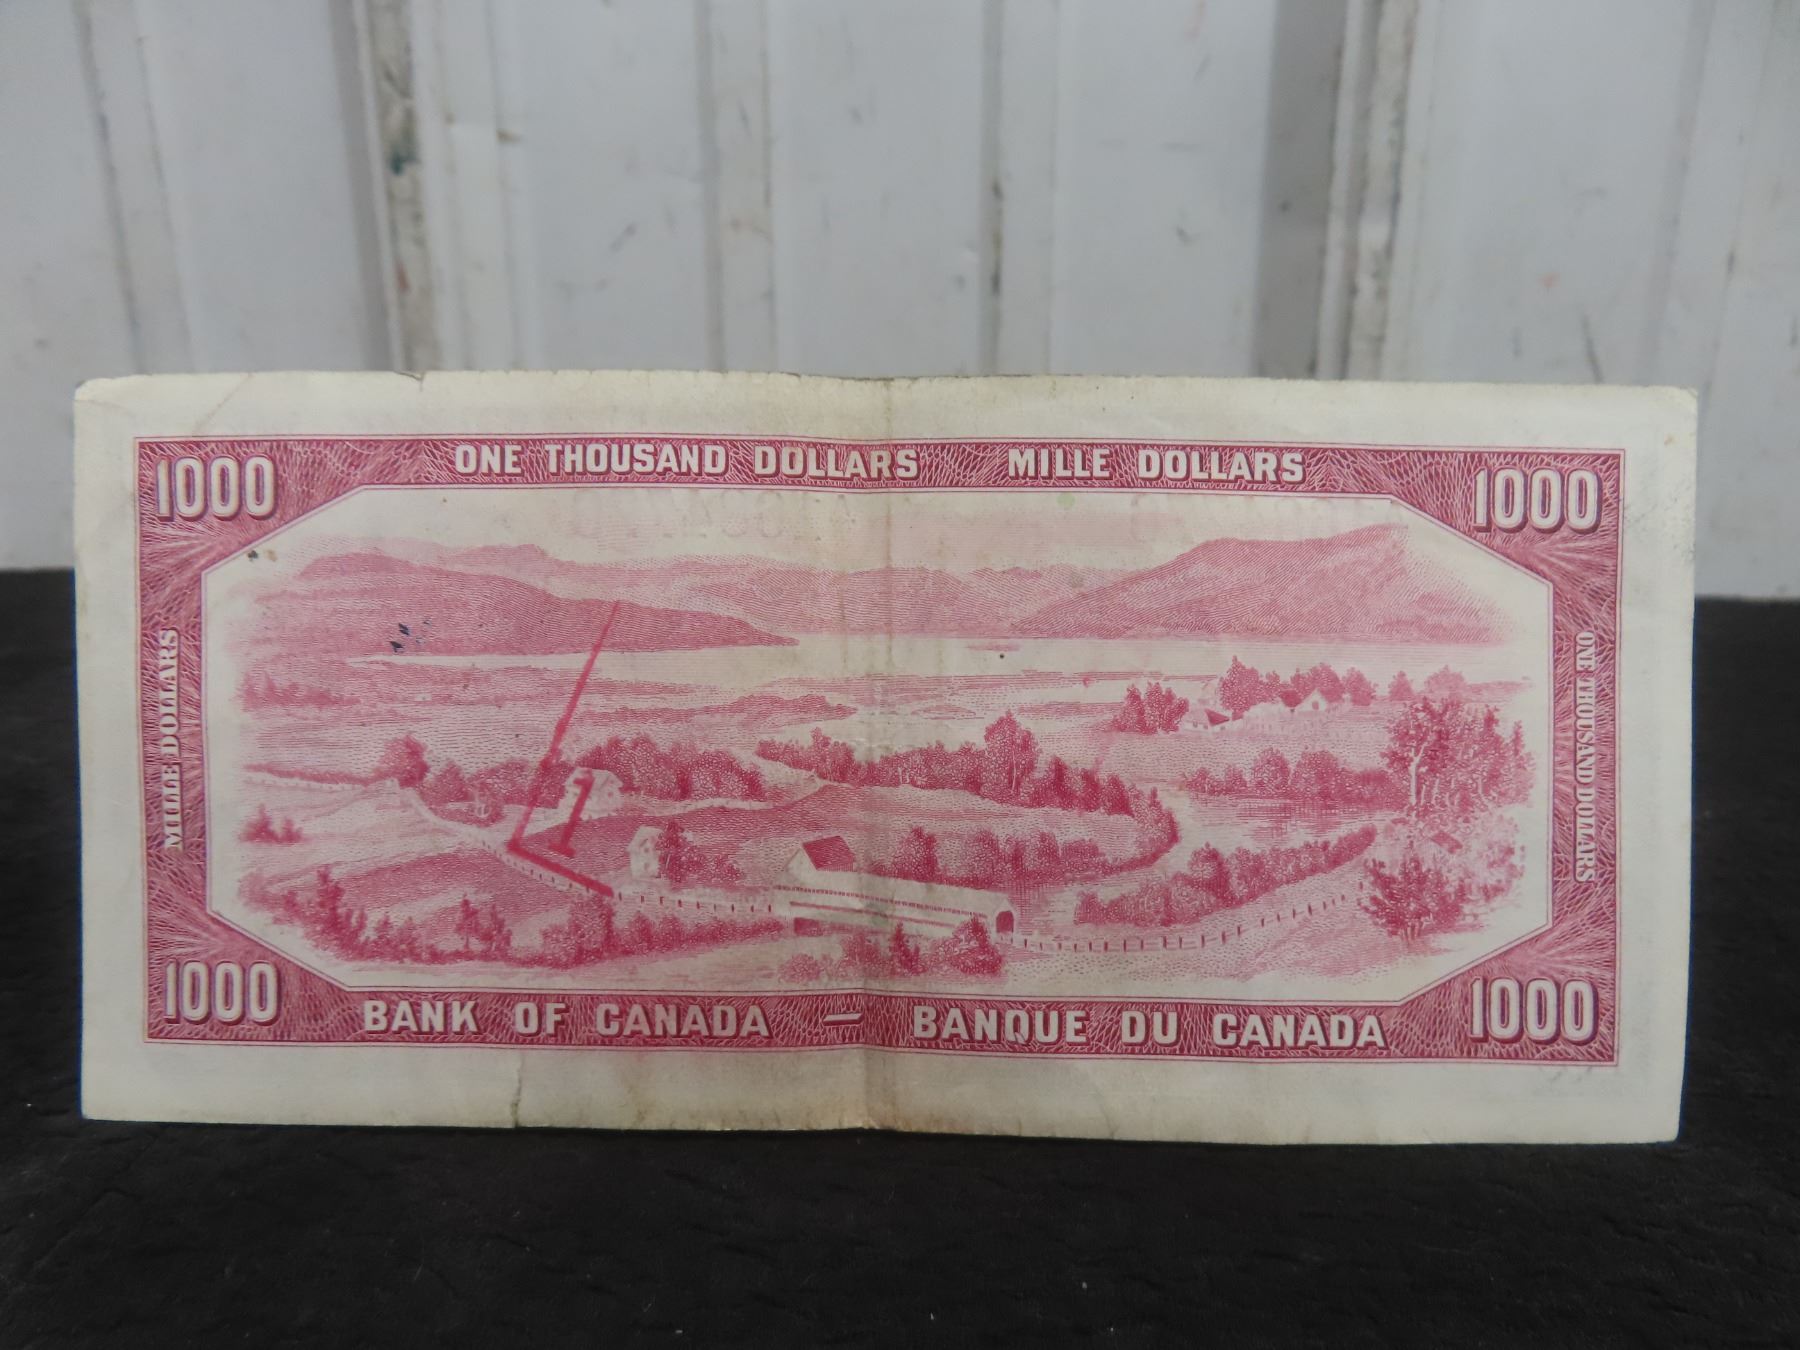 ONE THOUSAND DOLLARS MILLE DOLLARS
1000 1000
MILLE DOLLARS
ONE THOUSAND DOLLARS
1
1000 1000
BANK OF CANADA — BANQUE DU CANADA